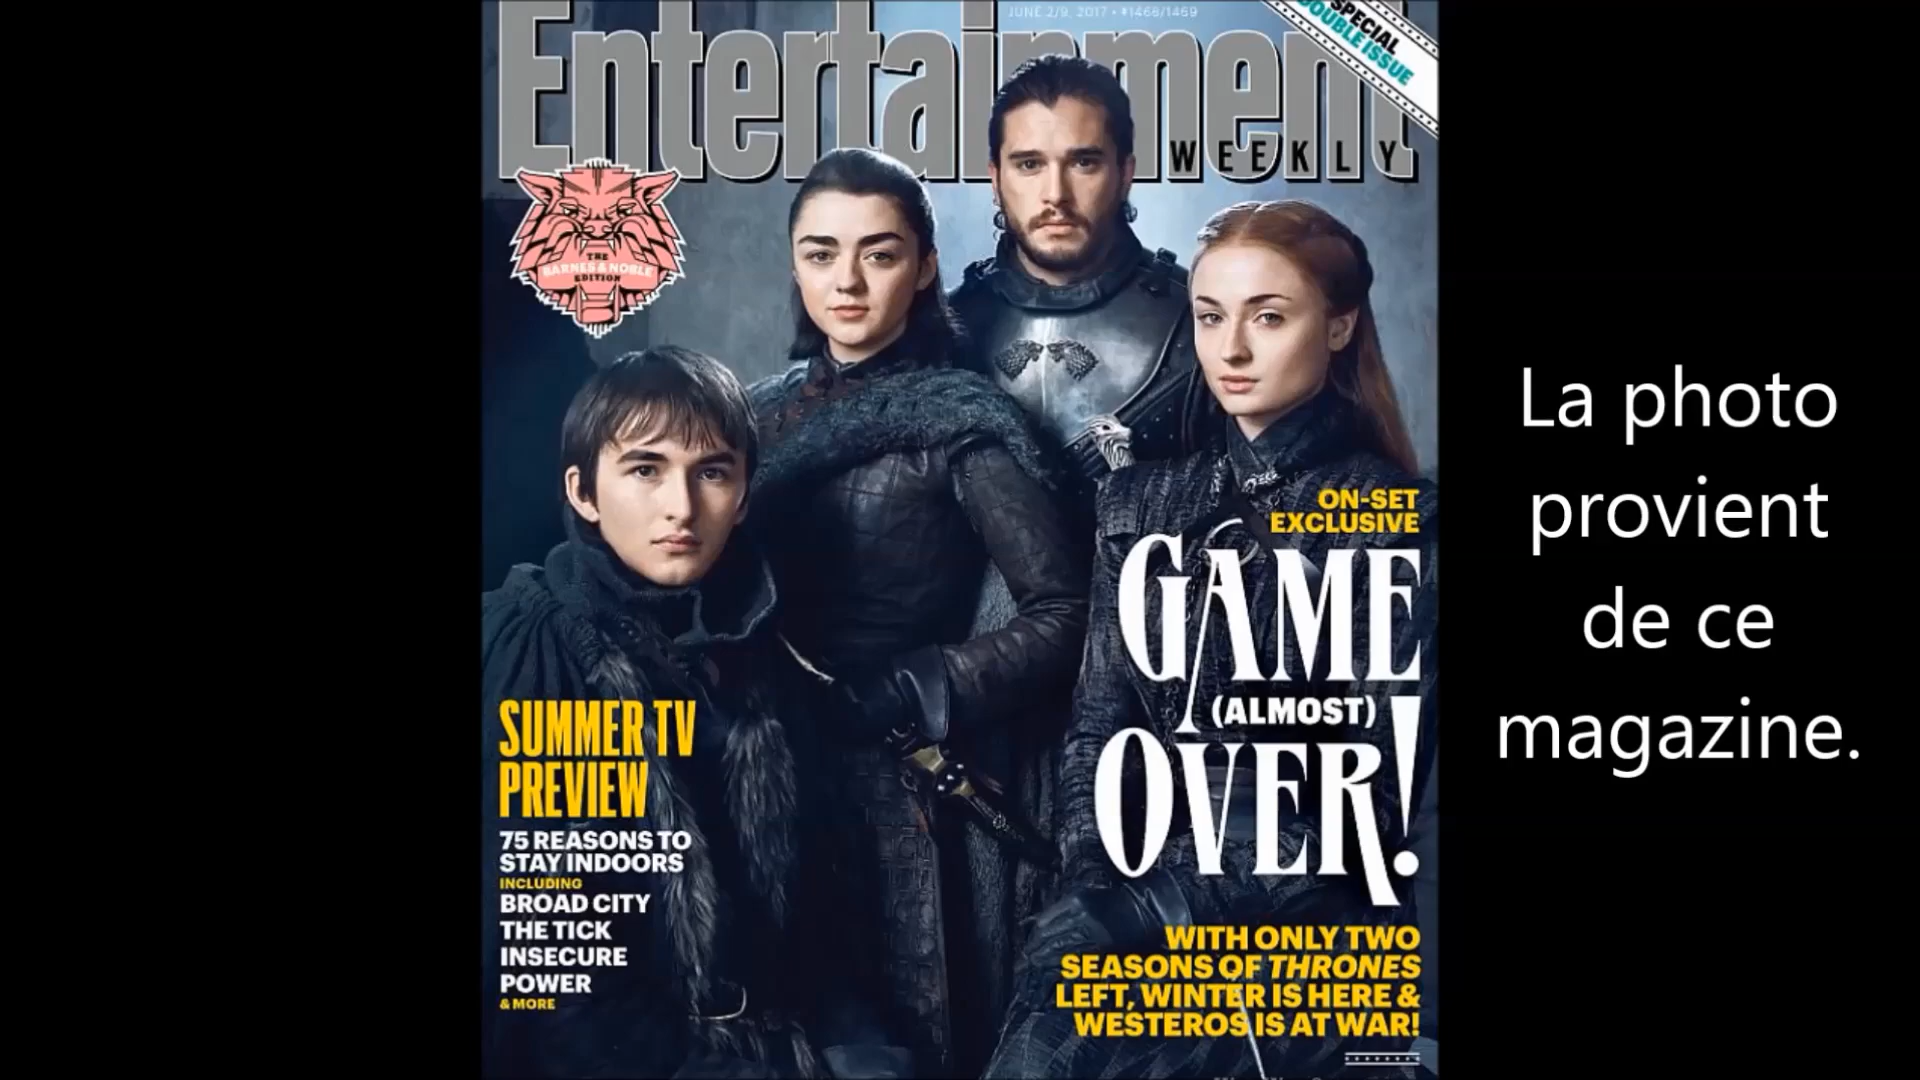 JUNE 2/9, 2017 • #1468/1469
SPECIAL
DOUBLE ISSUE
Entertainment
WEEKLY
THE
BARNES & NOBLE
EDITION
ON-SET
EXCLUSIVE
GAME
(ALMOST)
OVER!
SUMMER TV
PREVIEW
75 REASONS TO
STAY INDOORS
INCLUDING
BROAD CITY
THE TICK
INSECURE
POWER
& MORE
WITH ONLY TWO
SEASONS OF THRONES
LEFT, WINTER IS HERE &
WESTEROS IS AT WAR!
La photo
provient
de ce
magazine.